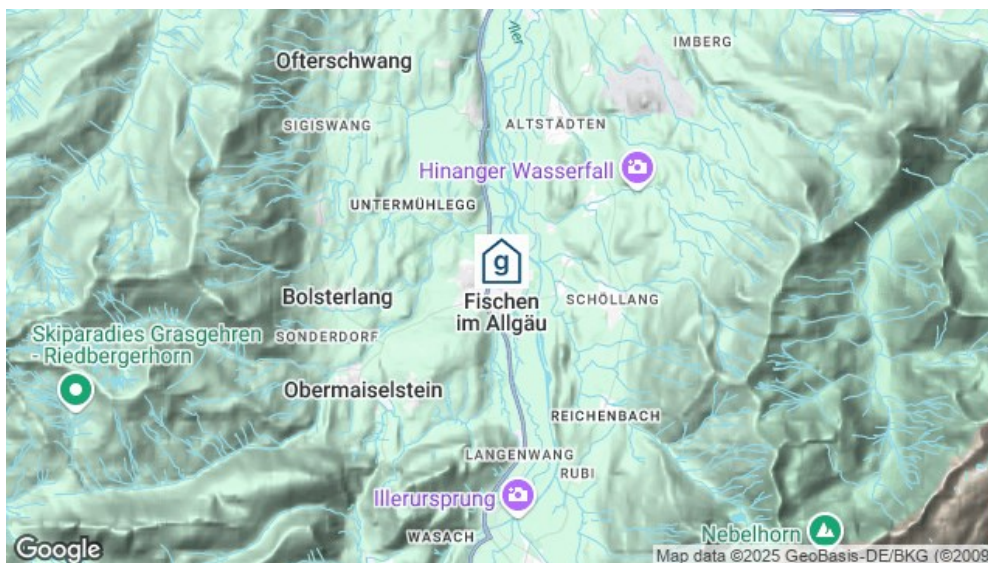 Iller
IMBERG
Ofterschwang
SIGISWANG
ALTSTÄDTEN
Hinanger Wasserfall
UNTERMÜHLEGG
g
Bolsterlang
Fischen
im Allgäu
SCHÖLLANG
Skiparadies Grasgehren
- Riedbergerhorn
SONDERDORF
Obermaiselstein
REICHENBACH
LANGENWANG
RUBI
Illerursprung
WASACH
Nebelhorn
Google
Map data ©2025 GeoBasis-DE/BKG (©2009